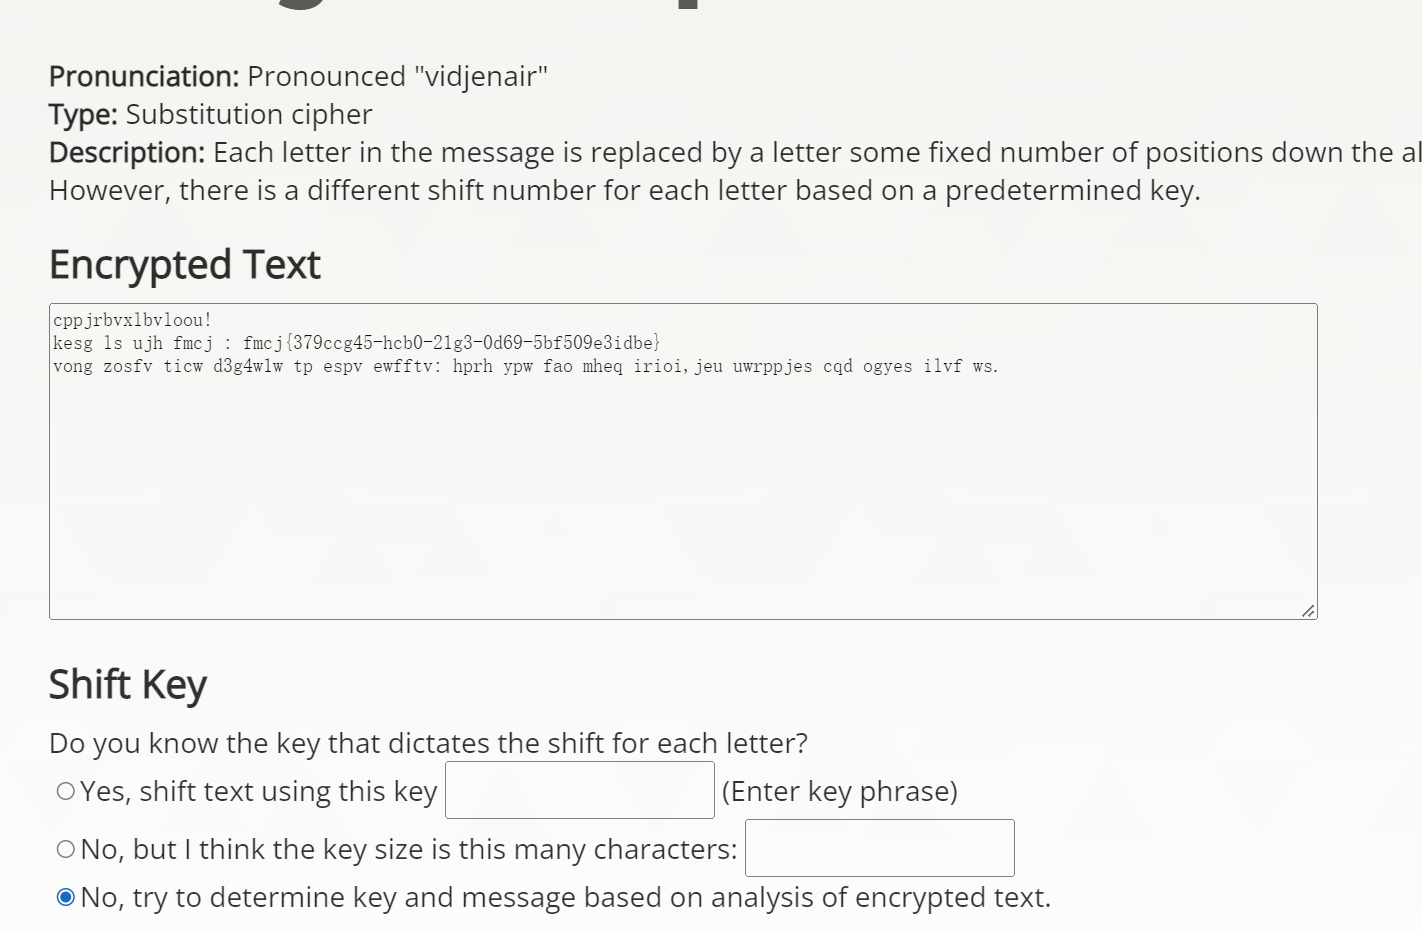 Pronunciation: Pronounced "vidjenair"
Type: Substitution cipher
Description: Each letter in the message is replaced by a letter some fixed number of positions down the al
However, there is a different shift number for each letter based on a predetermined key.
Encrypted Text
cppjrbvxlbvloou!
kesg ls ujh fmcj : fmcj{379ccg45-hcb0-21g3-0d69-5bf509e3idbe}
vong zosfv ticw d3g4wlw tp espv ewfftv: hprh ypw fao mheq irioi,jeu uwrppjes cqd ogyes ilvf ws.
Shift Key
Do you know the key that dictates the shift for each letter?
Yes, shift text using this key (Enter key phrase)
No, but I think the key size is this many characters:
No, try to determine key and message based on analysis of encrypted text.